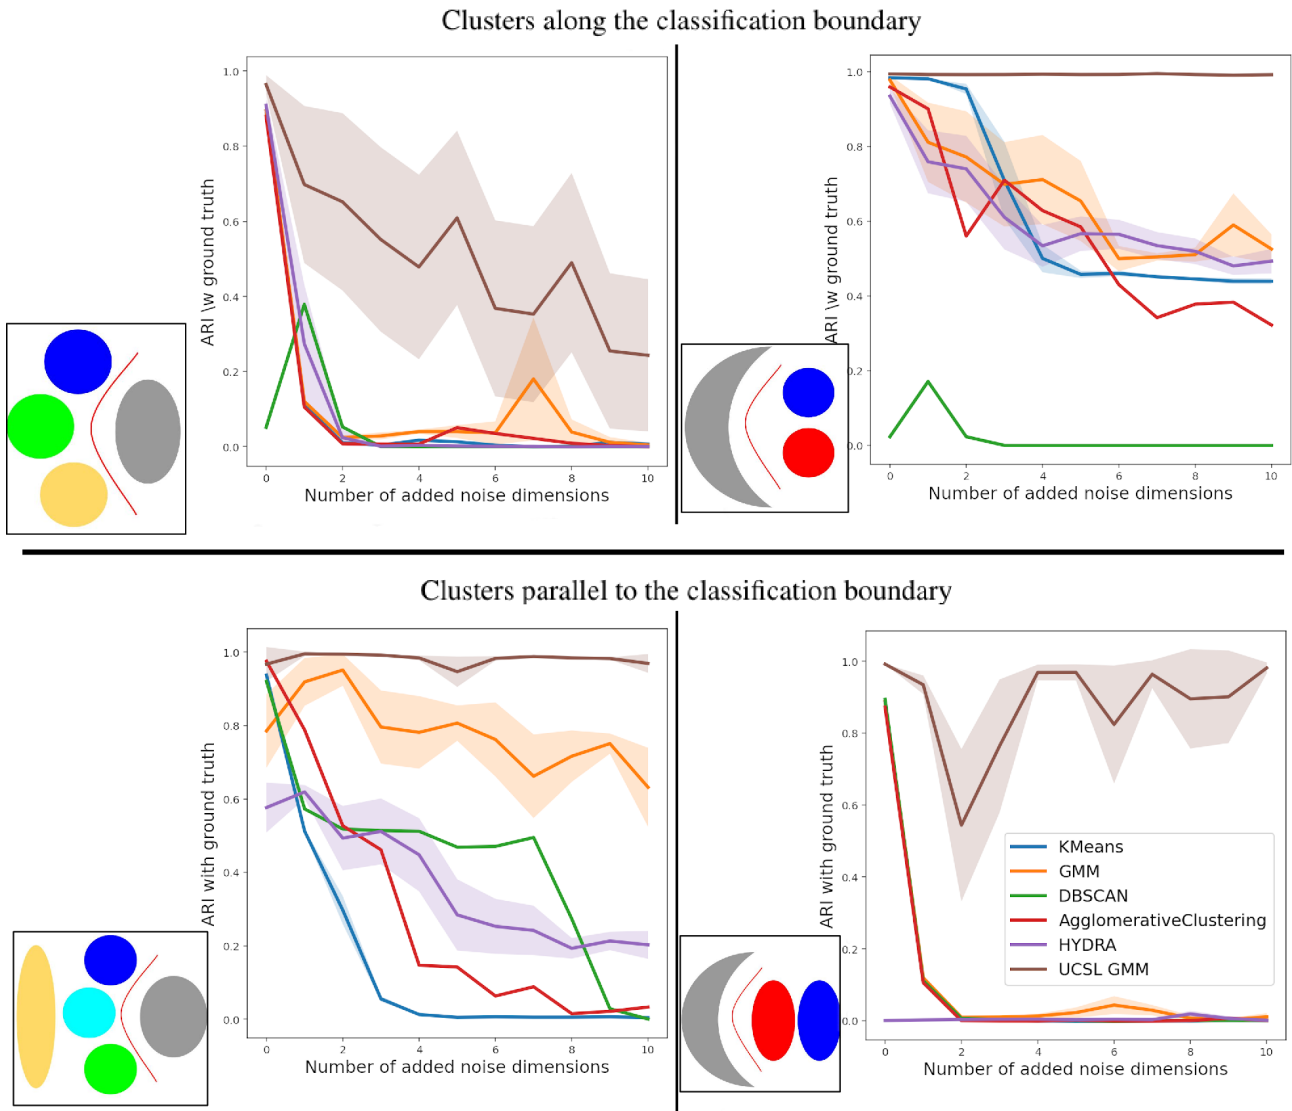 Clusters along the classification boundary
1.0
0.8
0.6
0.4
0.2
0.0
ARI \w ground truth
0 2 4 6 8 10
Number of added noise dimensions
1.0
0.8
0.6
0.4
0.2
0.0
ARI \w ground truth
0 2 4 6 8 10
Number of added noise dimensions
Clusters parallel to the classification boundary
1.0
0.8
0.6
0.4
0.2
0.0
ARI with ground truth
0 2 4 6 8 10
Number of added noise dimensions
1.0
0.8
0.6
0.4
0.2
0.0
ARI with ground truth
KMeans
GMM
DBSCAN
AgglomerativeClustering
HYDRA
UCSL GMM
0 2 4 6 8 10
Number of added noise dimensions